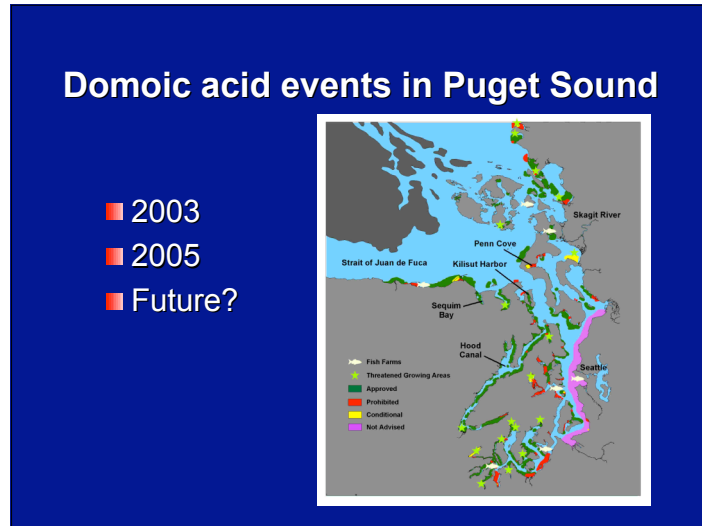 Domoic acid events in Puget Sound
2003
2005
Future?
Skagit River
Penn Cove
Strait of Juan de Fuca
Kilisut Harbor
Sequim
Bay
Hood
Canal
Seattle
Fish Farms
Threatened Growing Areas
Approved
Prohibited
Conditional
Not Advised